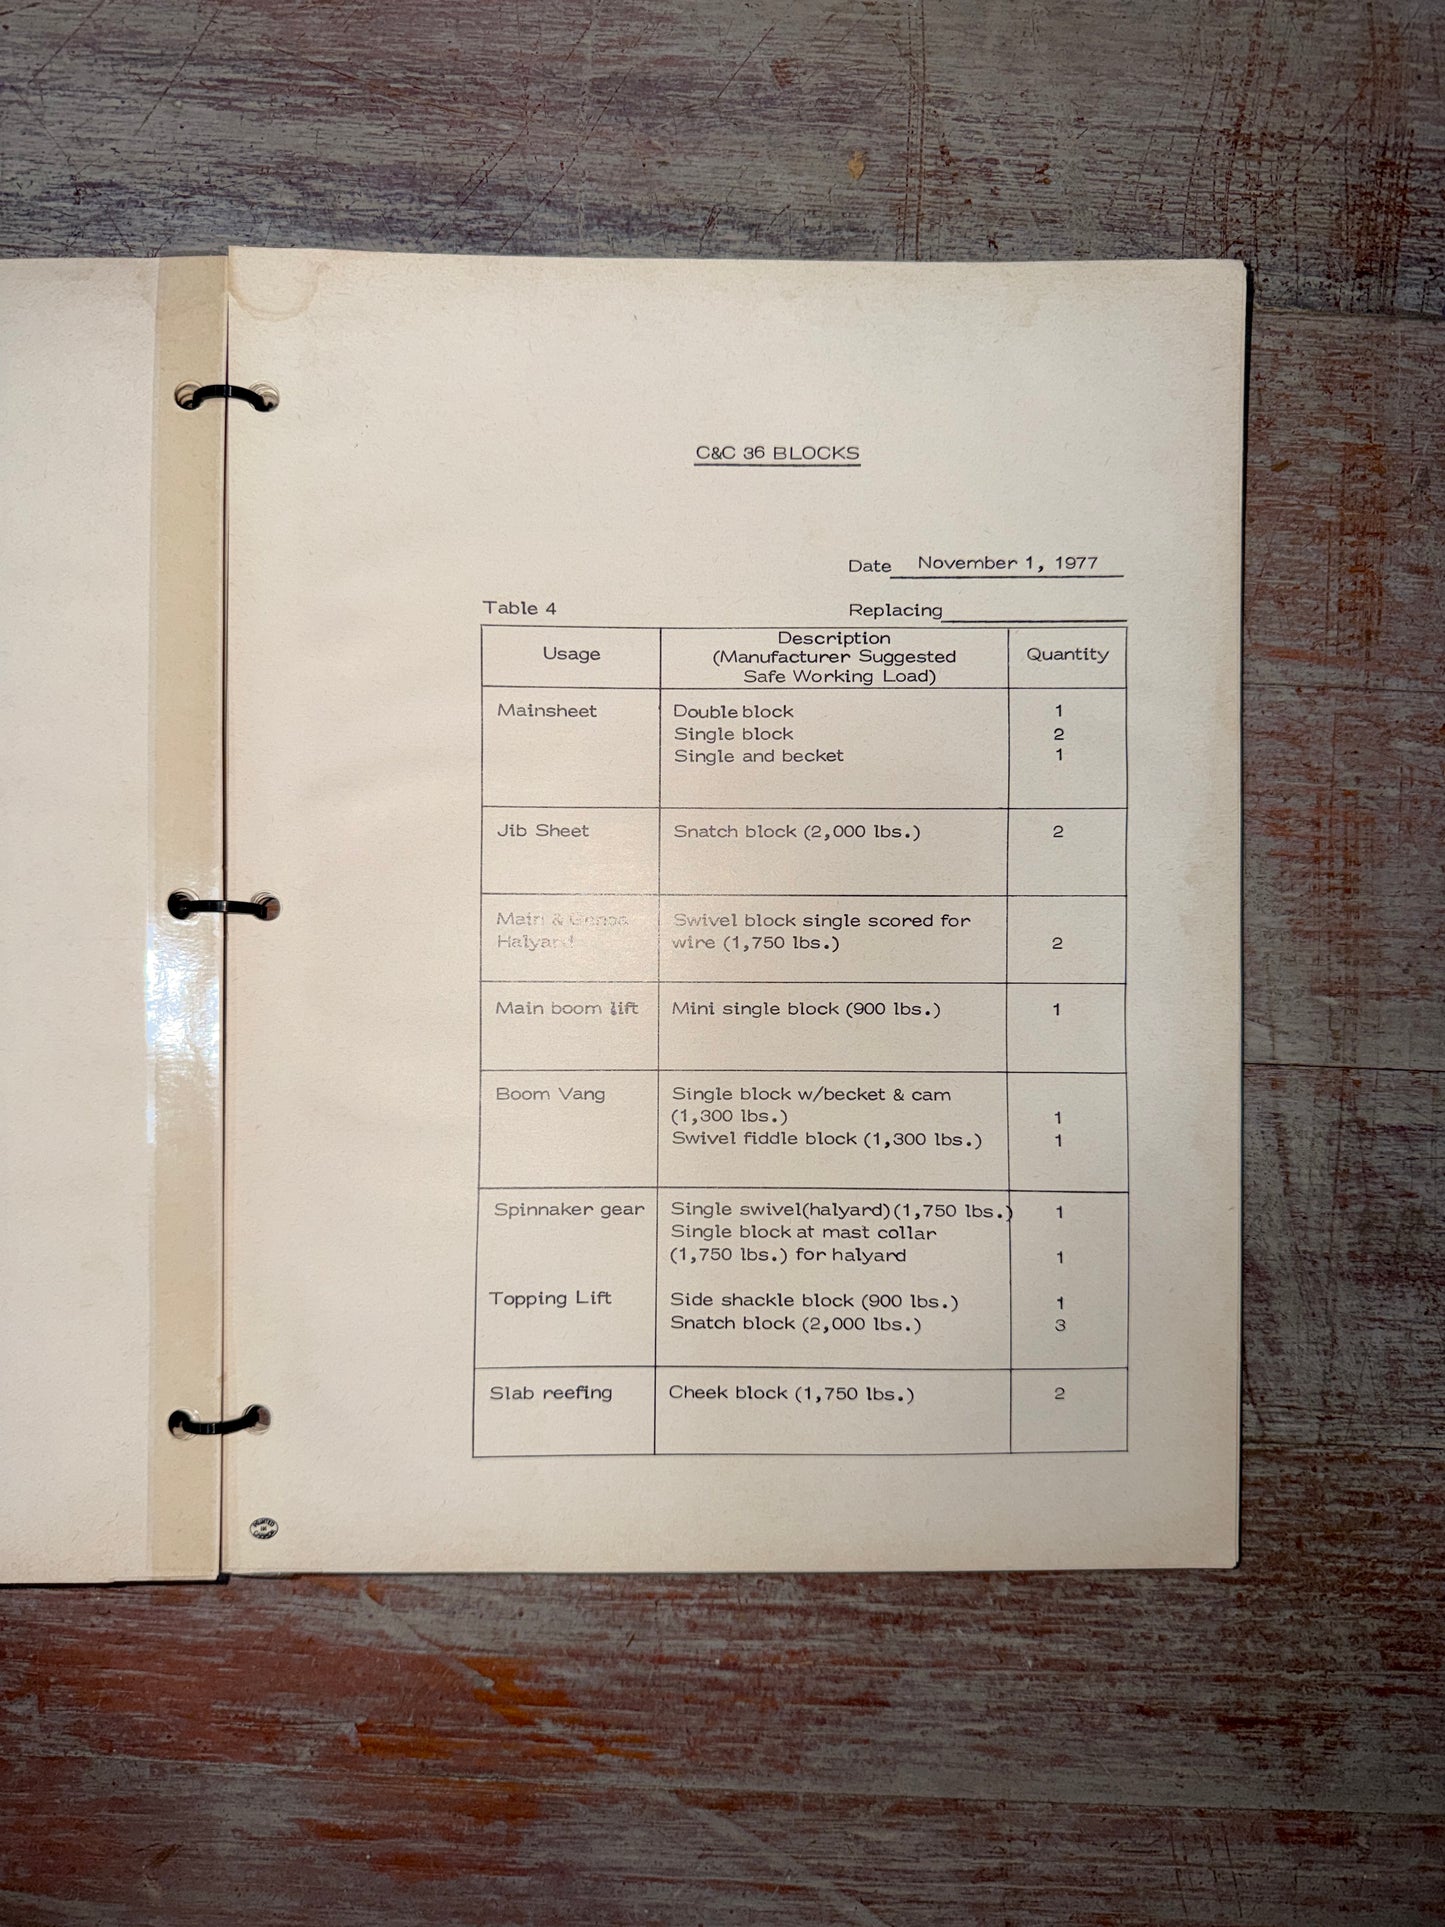 C&C 36 BLOCKS
Date November 1, 1977
Table 4 Replacing
Usage Description (Manufacturer Suggested Safe Working Load) Quantity
Mainsheet Double block 1
Single block 2
Single and becket 1
Jib Sheet Snatch block (2,000 lbs.) 2
Main & Genoa Swivel block single scored for
Halyard wire (1,750 lbs.) 2
Main boom lift Mini single block (900 lbs.) 1
Boom Vang Single block w/becket & cam
(1,300 lbs.) 1
Swivel fiddle block (1,300 lbs.) 1
Spinnaker gear Single swivel(halyard)(1,750 lbs.) 1
Single block at mast collar
(1,750 lbs.) for halyard 1
Topping Lift Side shackle block (900 lbs.) 1
Snatch block (2,000 lbs.) 3
Slab reefing Cheek block (1,750 lbs.) 2
PRINTED
IN